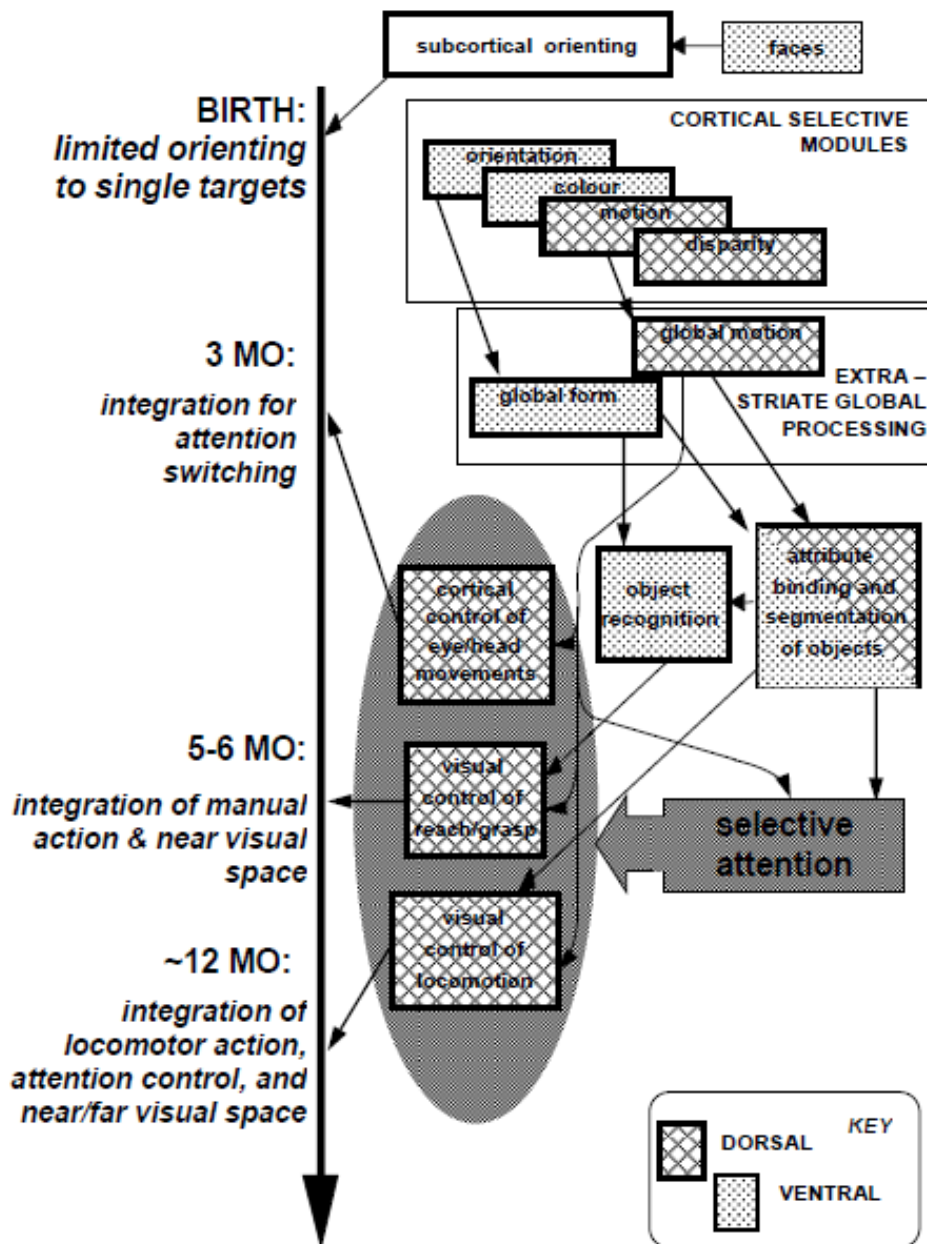 subcortical orienting
faces
BIRTH:
limited orienting
to single targets
CORTICAL SELECTIVE
MODULES
orientation
colour
motion
disparity
3 MO:
integration for
attention
switching
global motion
global form
EXTRA –
STRIATE GLOBAL
PROCESSING
cortical
control of
eye/head
movements
object
recognition
attribute
binding and
segmentation
of objects
5-6 MO:
integration of manual
action & near visual
space
visual
control of
reach/grasp
selective
attention
~12 MO:
integration of
locomotor action,
attention control, and
near/far visual space
visual
control of
locomotion
KEY
DORSAL
VENTRAL